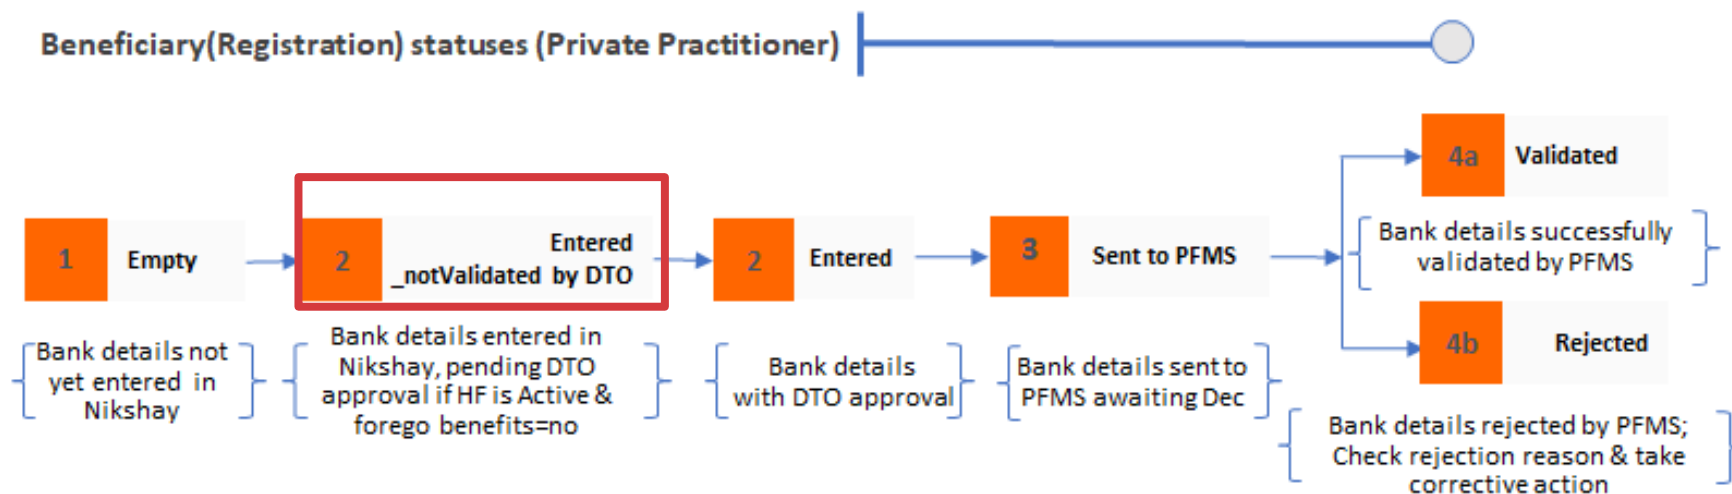 Beneficiary(Registration) statuses (Private Practitioner)
1
Empty
Bank details not
yet entered in
Nikshay
2
Entered
_notValidated by DTO
Bank details entered in
Nikshay, pending DTO
approval if HF is Active &
forego benefits=no
2
Entered
Bank details
with DTO approval
3
Sent to PFMS
Bank details sent to
PFMS awaiting Dec
4a
Validated
Bank details successfully
validated by PFMS
4b
Rejected
Bank details rejected by PFMS;
Check rejection reason & take
corrective action